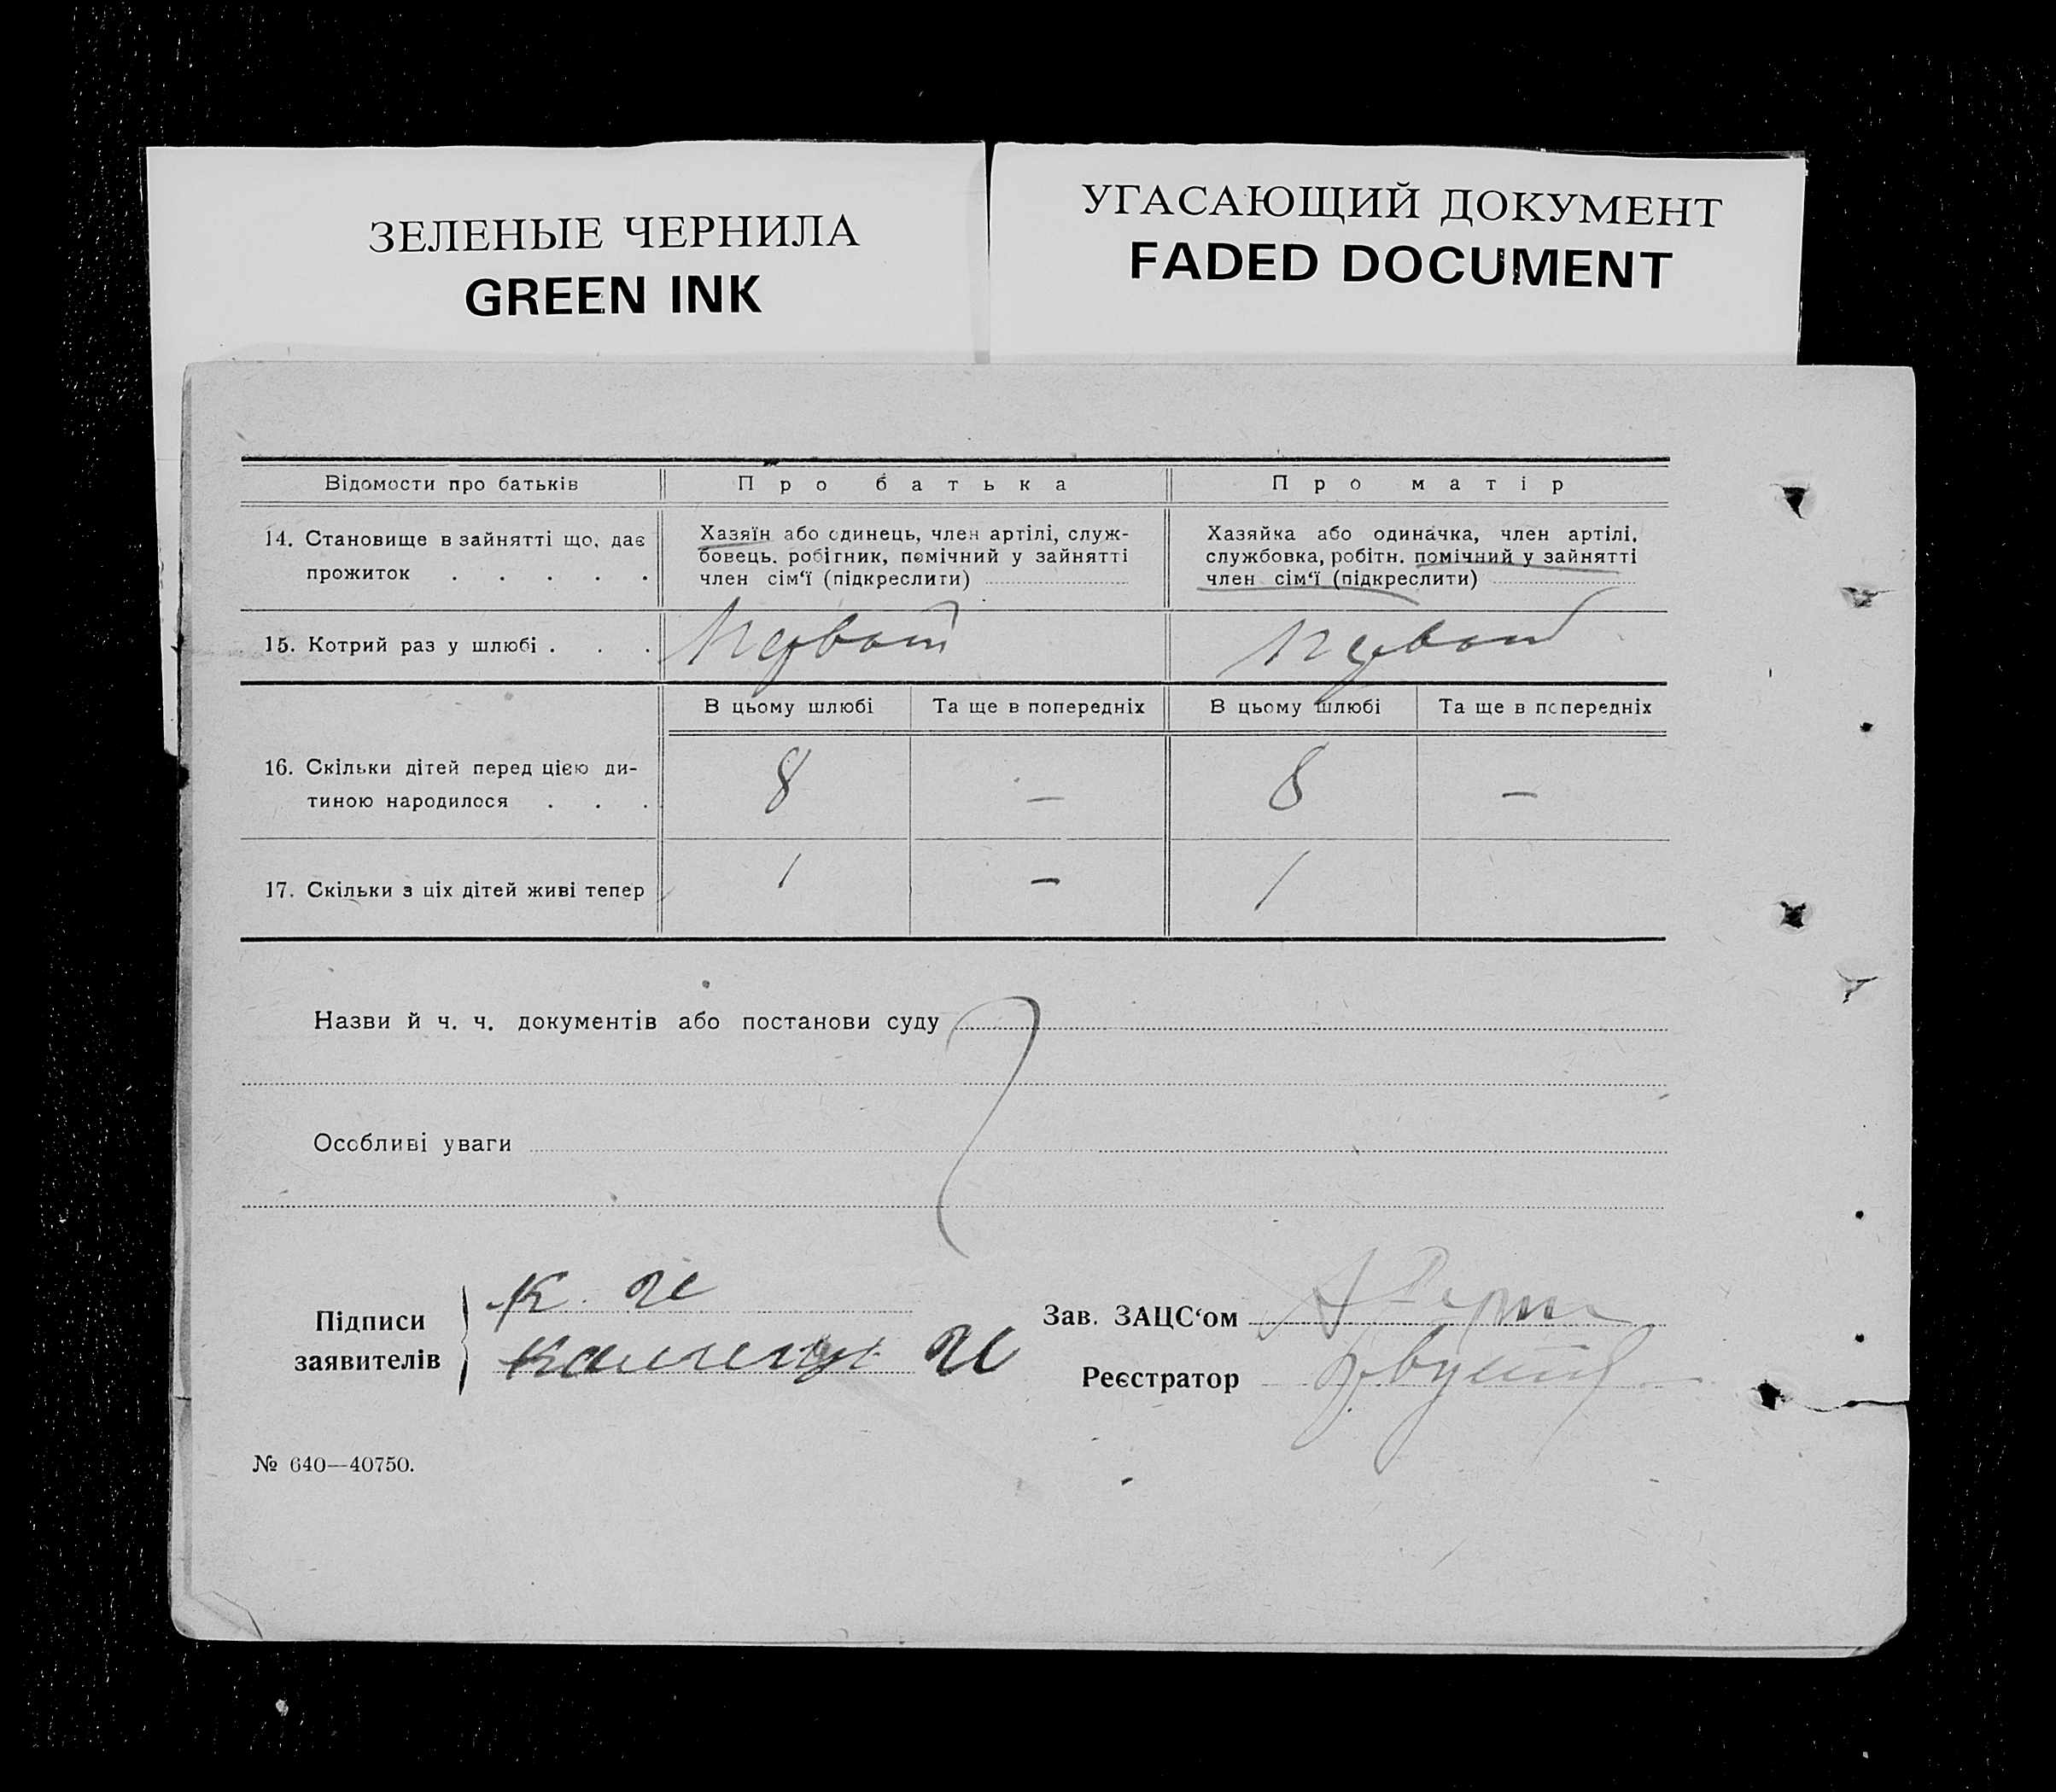 ЗЕЛЕНЫЕ ЧЕРНИЛА
GREEN INK
УГАСАЮЩИЙ ДОКУМЕНТ
FADED DOCUMENT
Відомости про батьків
Про батька
Про матір
14. Становище в зайнятті що, дає
прожиток . . . . .
Хазяїн або одинець, член артілі, служ-
бовець. робітник, помічний у зайнятті
член сім‘ї (підкреслити)
Хазяйка або одиначка, член артілі,
службовка, робітн. помічний у зайнятті
член сім‘ї (підкреслити)
15. Котрий раз у шлюбі . . .
Первый
Первый
В цьому шлюбі
Та ще в попередніх
В цьому шлюбі
Та ще в попередніх
16. Скільки дітей перед цією ди-
тиною народилося . . .
8
—
8
—
17. Скільки з ціх дітей живі тепер
1
—
1
Назви й ч. ч. документів або постанови суду
Особливі уваги
Підписи
заявителів
К. И
И
Зав. ЗАЦС‘ом
Реєстратор
№ 640—40750.